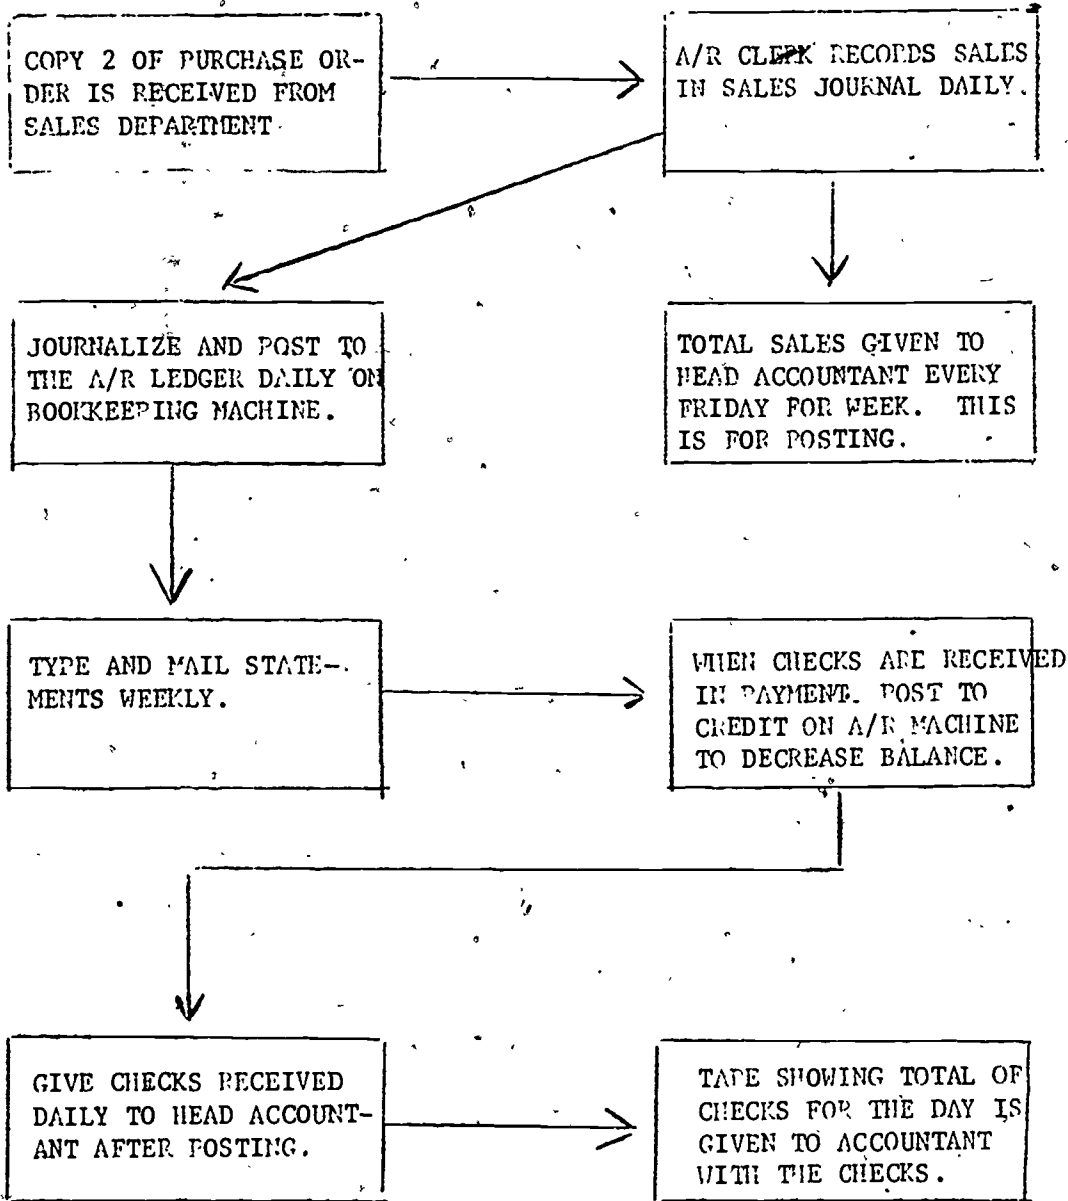 COPY 2 OF PURCHASE OR-
DER IS RECEIVED FROM
SALES DEPARTMENT.
A/R CLERK RECORDS SALES
IN SALES JOURNAL DAILY.
JOURNALIZE AND POST TO
THE A/R LEDGER DAILY ON
BOOKKEEPING MACHINE.
TOTAL SALES GIVEN TO
HEAD ACCOUNTANT EVERY
FRIDAY FOR WEEK. THIS
IS FOR POSTING.
TYPE AND MAIL STATE-
MENTS WEEKLY.
WHEN CHECKS ARE RECEIVED
IN PAYMENT. POST TO
CREDIT ON A/R MACHINE
TO DECREASE BALANCE.
GIVE CHECKS RECEIVED
DAILY TO HEAD ACCOUNT-
ANT AFTER POSTING.
TAPE SHOWING TOTAL OF
CHECKS FOR THE DAY IS
GIVEN TO ACCOUNTANT
WITH THE CHECKS.